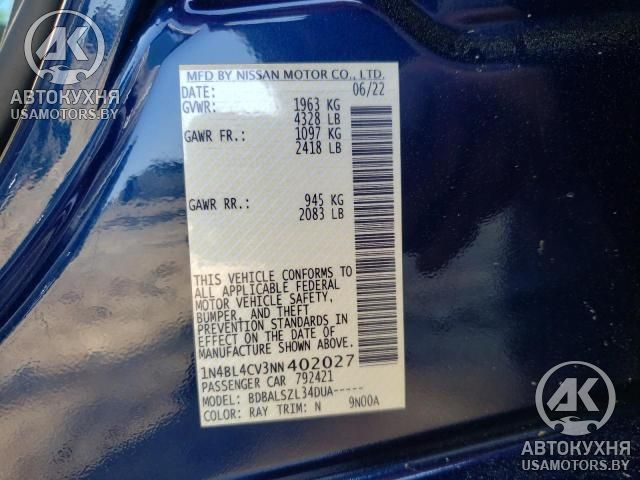 AK
АВТОКУХНЯ
USAMOTORS.BY
MFD BY NISSAN MOTOR CO., LTD.
DATE: 06/22
GVWR: 1963 KG
4328 LB
GAWR FR.: 1097 KG
2418 LB
GAWR RR.: 945 KG
2083 LB
THIS VEHICLE CONFORMS TO
ALL APPLICABLE FEDERAL
MOTOR VEHICLE SAFETY,
BUMPER, AND THEFT
PREVENTION STANDARDS IN
EFFECT ON THE DATE OF
MANUFACTURE SHOWN ABOVE.
1N4BL4CV3NN402027
PASSENGER CAR 792421
MODEL: BDBALSZL34DUA-----
COLOR: RAY TRIM: N 9N00A
AK
АВТОКУХНЯ
USAMOTORS.BY